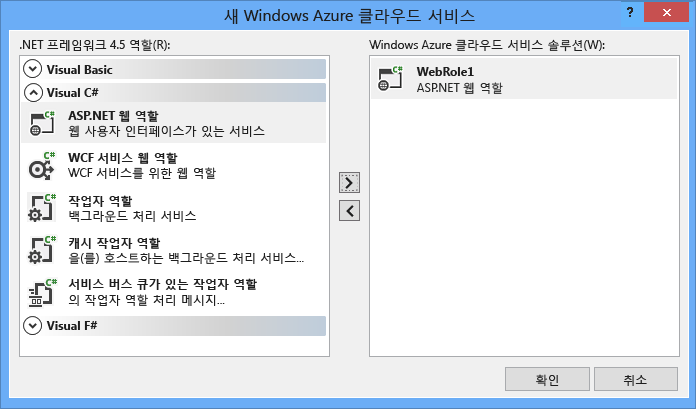 새 Windows Azure 클라우드 서비스
? ×
.NET 프레임워크 4.5 역할(R):
Windows Azure 클라우드 서비스 솔루션(W):
Visual Basic
Visual C#
C#
ASP.NET 웹 역할
웹 사용자 인터페이스가 있는 서비스
C#
WCF 서비스 웹 역할
WCF 서비스를 위한 웹 역할
C#
작업자 역할
백그라운드 처리 서비스
C#
캐시 작업자 역할
을(를) 호스트하는 백그라운드 처리 서비스...
C#
서비스 버스 큐가 있는 작업자 역할
의 작업자 역할 처리 메시지...
Visual F#
>
<
C#
WebRole1
ASP.NET 웹 역할
확인
취소